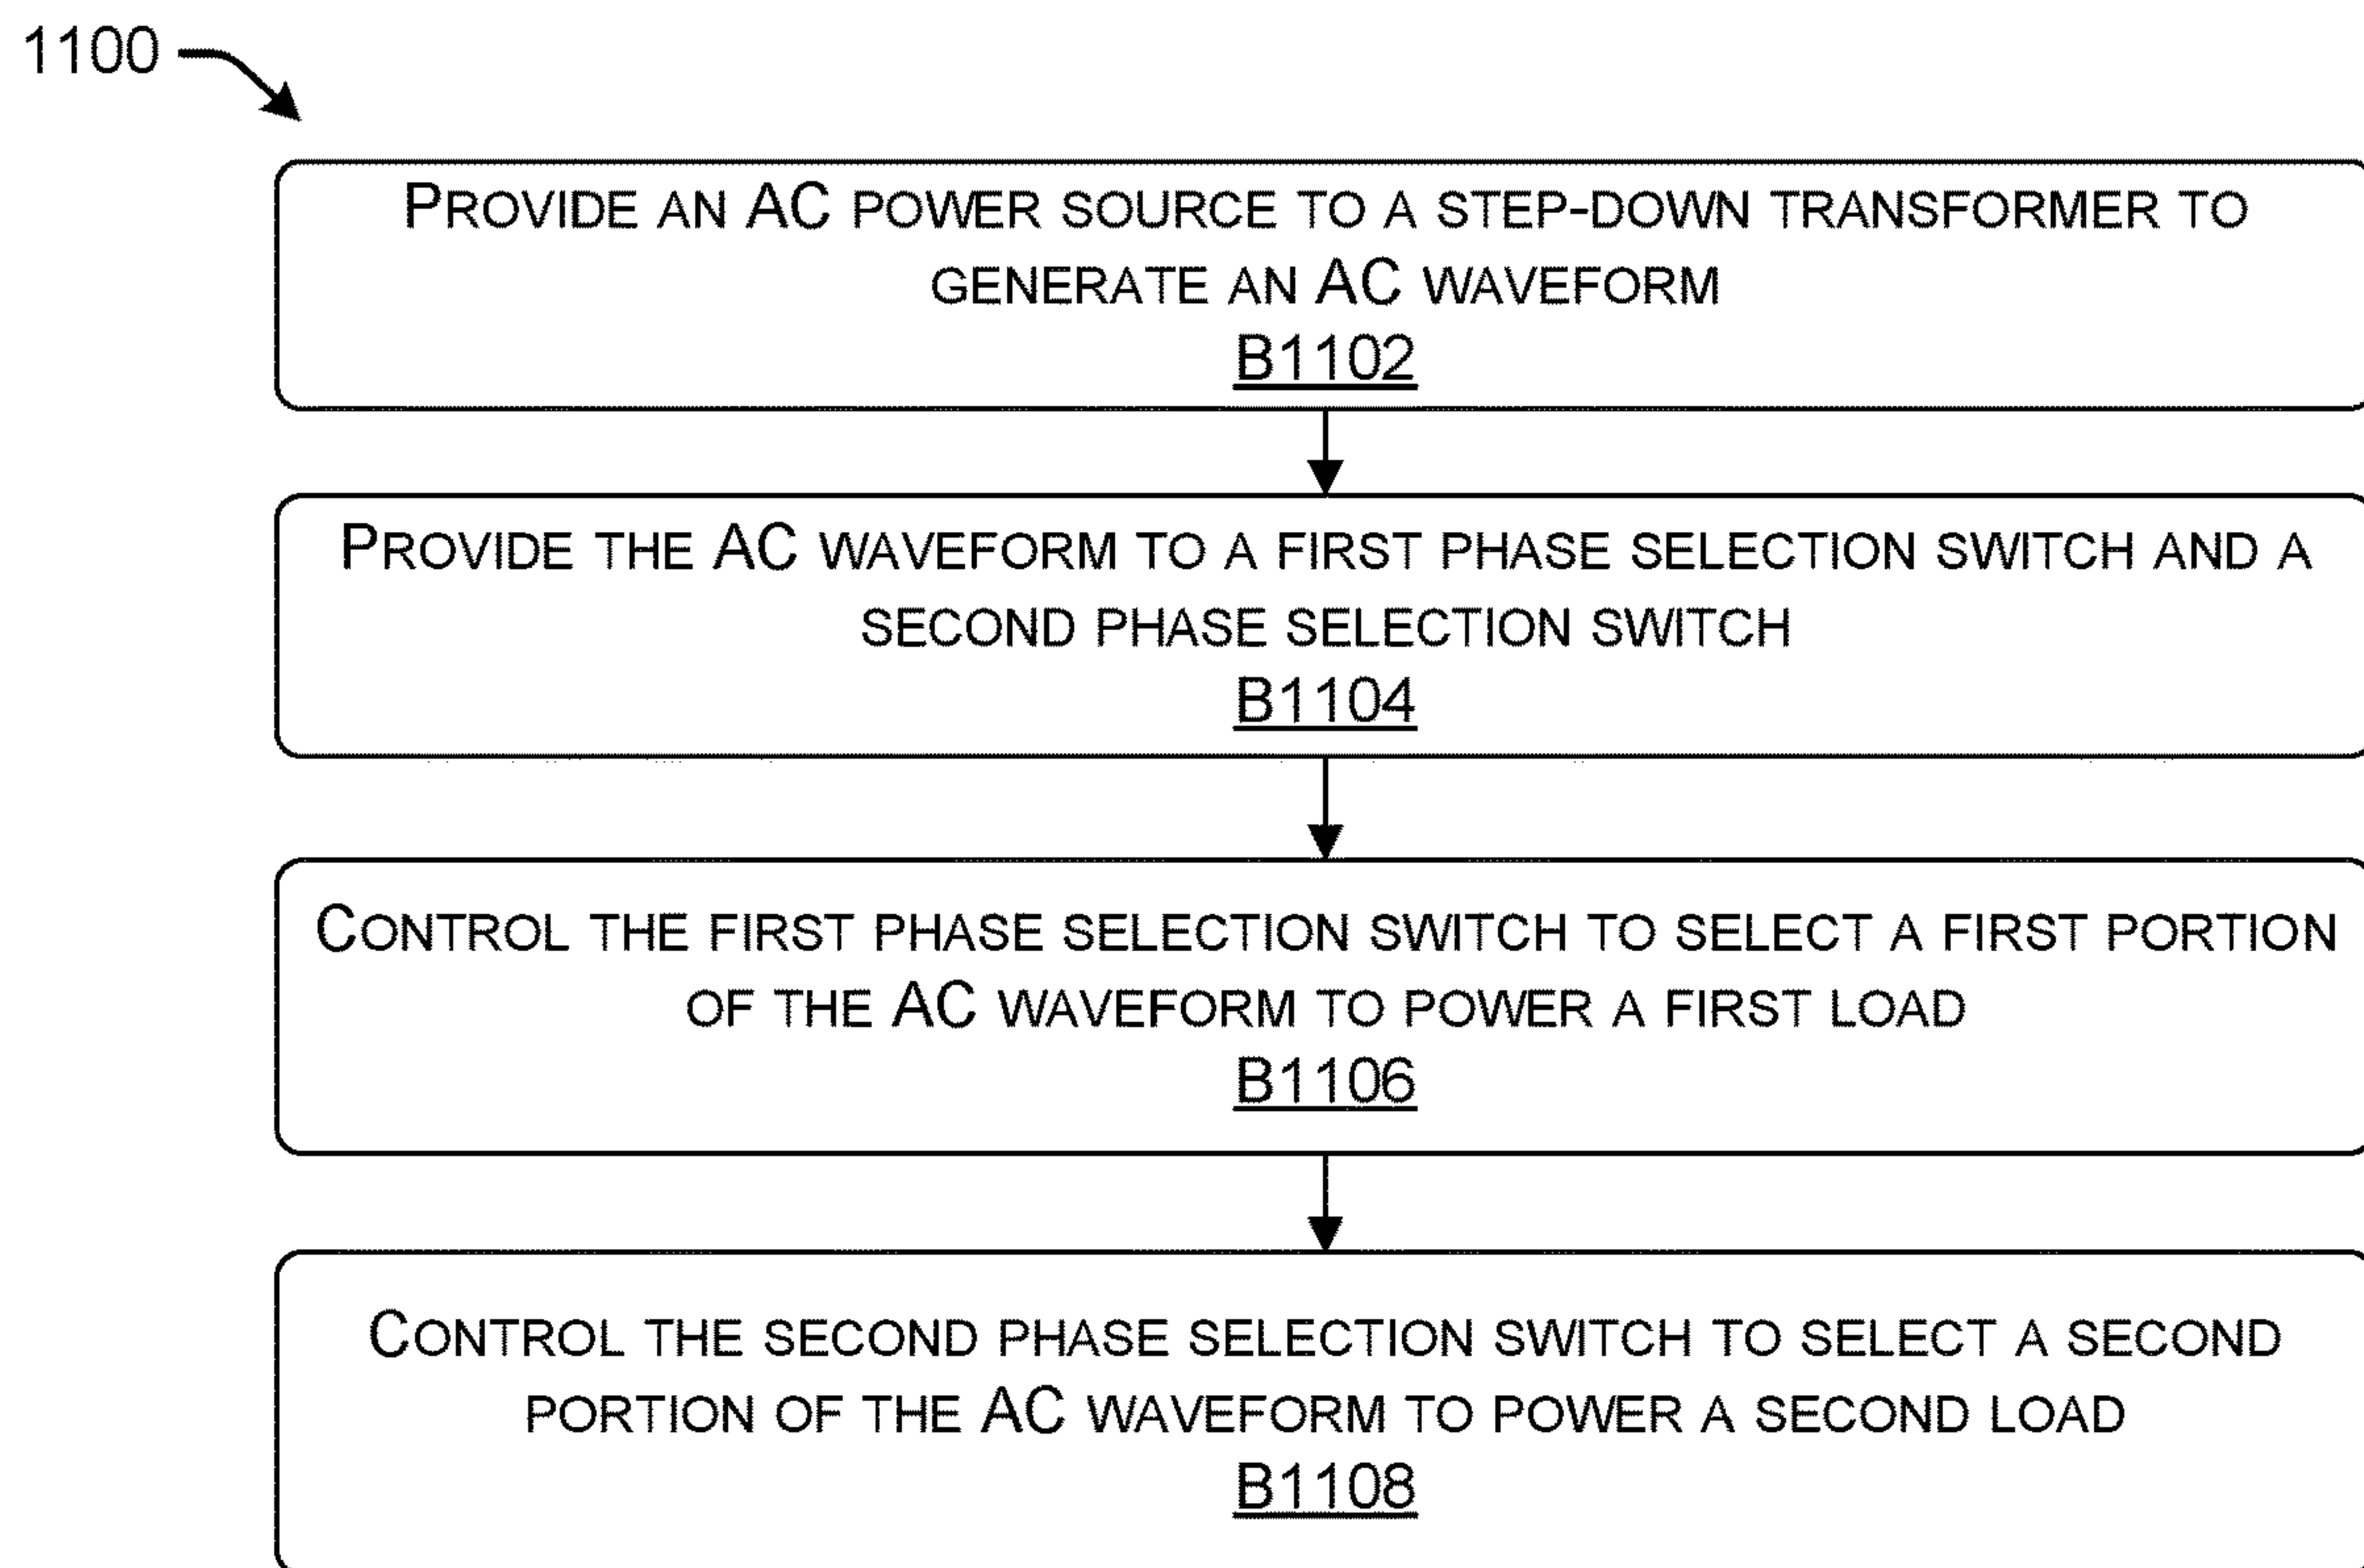 1100
PROVIDE AN AC POWER SOURCE TO A STEP-DOWN TRANSFORMER TO
GENERATE AN AC WAVEFORM
B1102
PROVIDE THE AC WAVEFORM TO A FIRST PHASE SELECTION SWITCH AND A
SECOND PHASE SELECTION SWITCH
B1104
CONTROL THE FIRST PHASE SELECTION SWITCH TO SELECT A FIRST PORTION
OF THE AC WAVEFORM TO POWER A FIRST LOAD
B1106
CONTROL THE SECOND PHASE SELECTION SWITCH TO SELECT A SECOND
PORTION OF THE AC WAVEFORM TO POWER A SECOND LOAD
B1108